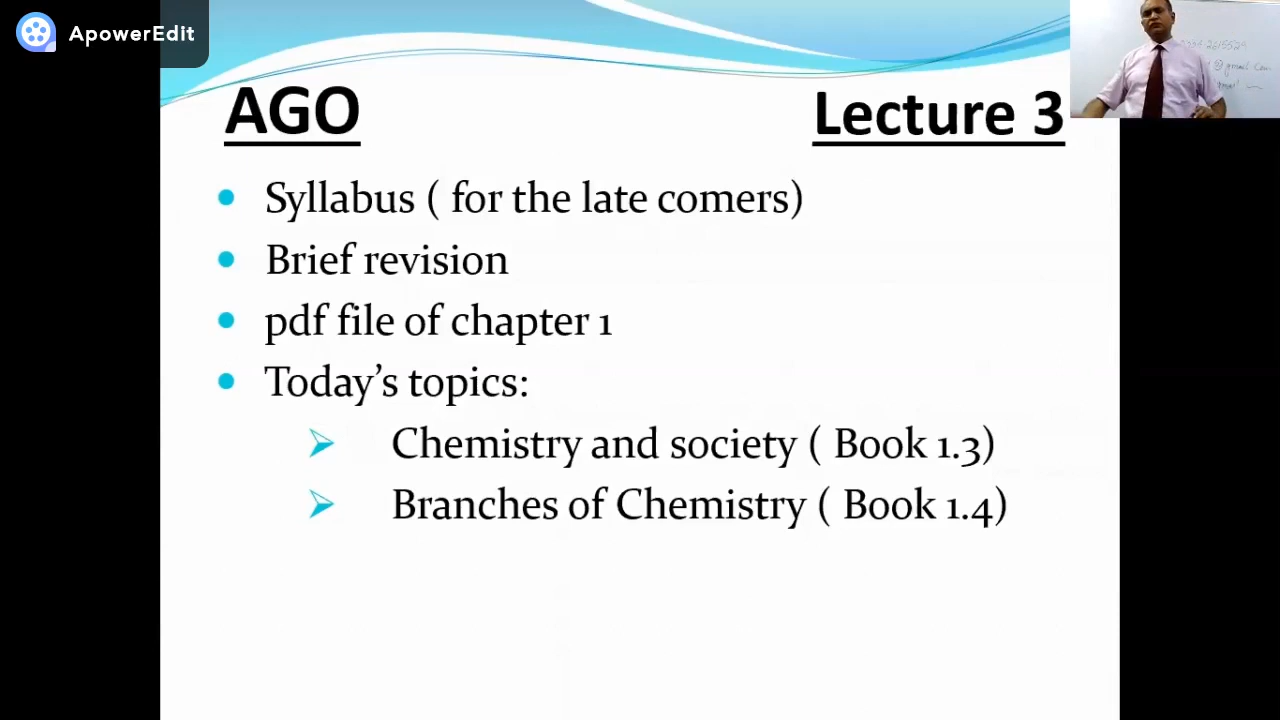 ApowerEdit
AGO
Lecture 3
Syllabus ( for the late comers)
Brief revision
pdf file of chapter 1
Today’s topics:
Chemistry and society ( Book 1.3)
Branches of Chemistry ( Book 1.4)